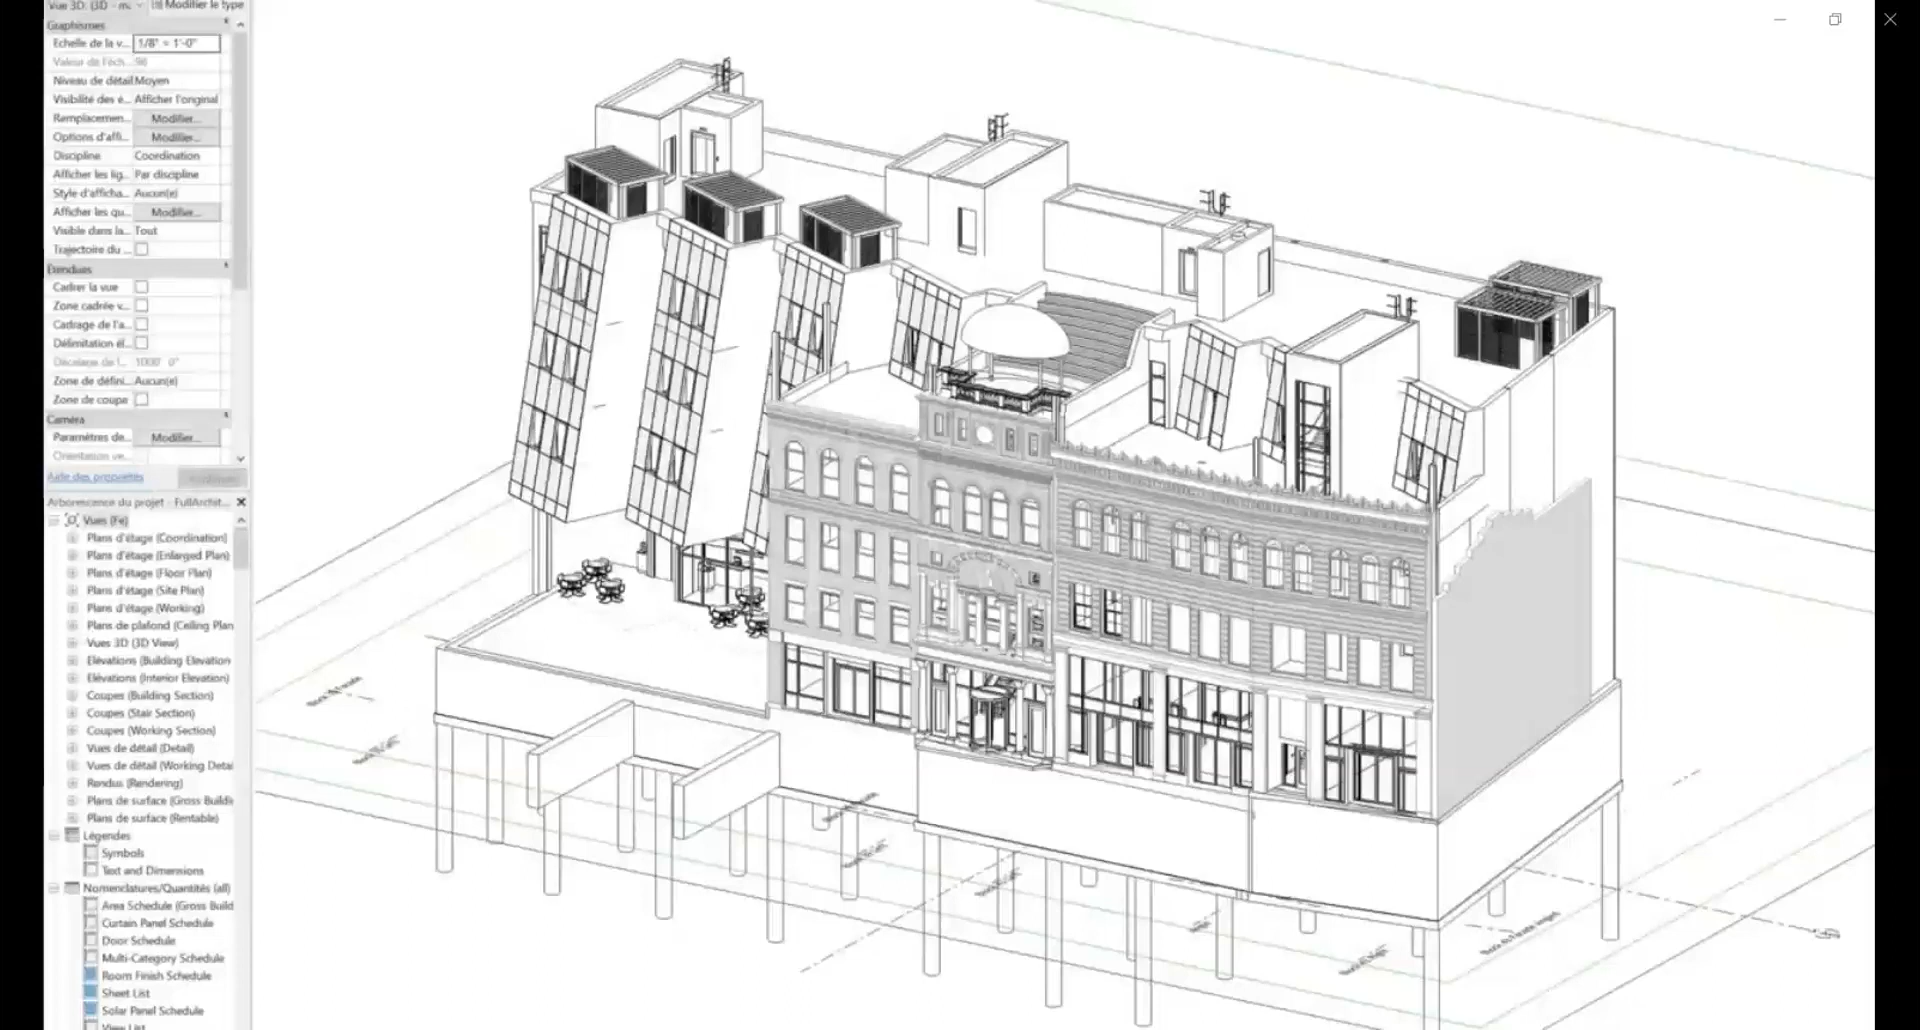 Vue 3D: {3D - m
Modifier le type
Graphismes
Echelle de la v... 1/8" = 1'-0"
Valeur de l'éch... 96
Niveau de détail Moyen
Visibilité des é... Afficher l'original
Remplacemen... Modifier...
Options d'affi... Modifier...
Discipline Coordination
Afficher les lig... Par discipline
Style d'afficha... Aucun(e)
Afficher les qu... Modifier...
Visible dans la... Tout
Trajectoire du ...
Etendues
Cadrer la vue
Zone cadrée v...
Cadrage de l'a...
Délimitation él...
Décalage de l... 1000' 0"
Zone de défini... Aucun(e)
Zone de coupe
Caméra
Paramètres de... Modifier...
Orientation ve...
Aide des propriétés
Arborescence du projet - FullArchit...
Vues (Fe)
Plans d'étage (Coordination)
Plans d'étage (Enlarged Plan)
Plans d'étage (Floor Plan)
Plans d'étage (Site Plan)
Plans d'étage (Working)
Plans de plafond (Ceiling Plan
Vues 3D (3D View)
Elévations (Building Elevation
Elévations (Interior Elevation)
Coupes (Building Section)
Coupes (Stair Section)
Coupes (Working Section)
Vues de détail (Detail)
Vues de détail (Working Detai
Rendus (Rendering)
Plans de surface (Gross Buildi
Plans de surface (Rentable)
Légendes
Symbols
Text and Dimensions
Nomenclatures/Quantités (all)
Area Schedule (Gross Build
Curtain Panel Schedule
Door Schedule
Multi-Category Schedule
Room Finish Schedule
Sheet List
Solar Panel Schedule
View List